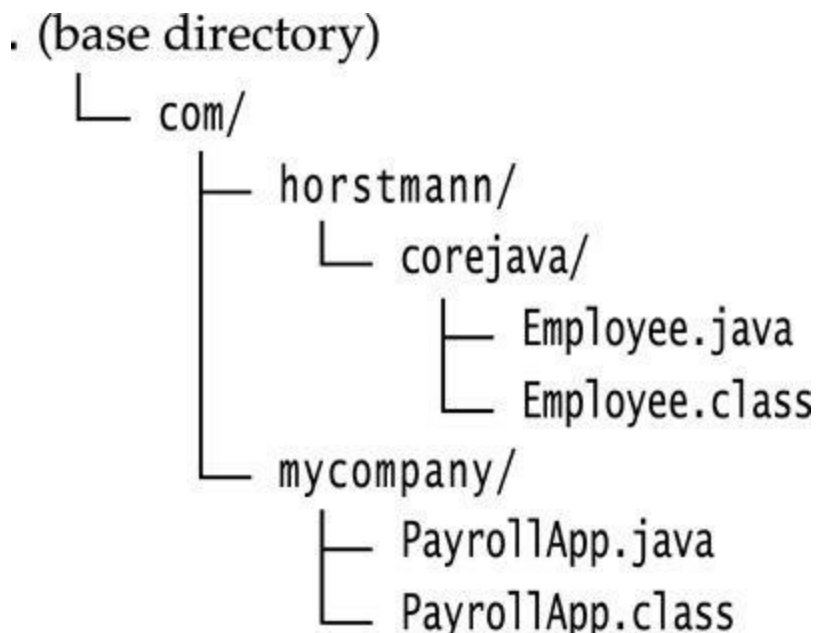 . (base directory)
com/
horstmann/
corejava/
Employee.java
Employee.class
mycompany/
PayrollApp.java
PayrollApp.class